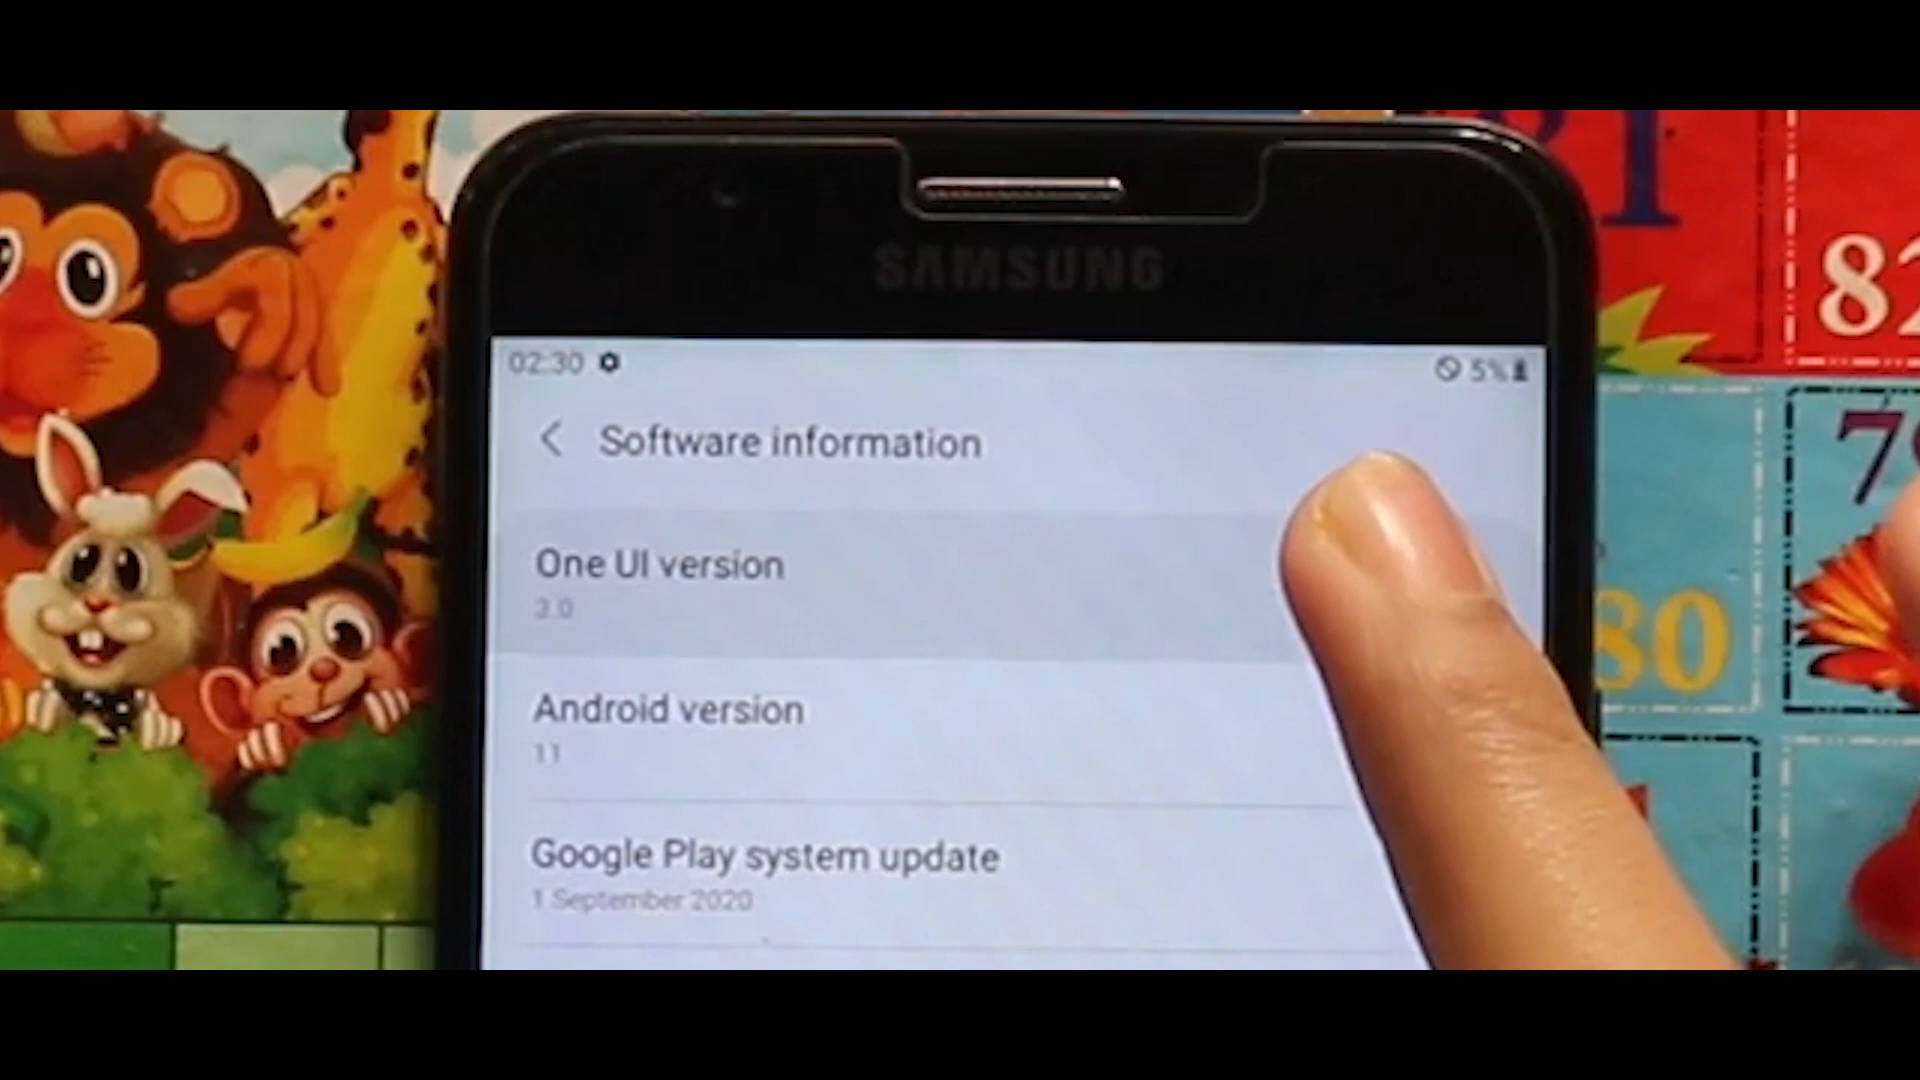 SAMSUNG
02:30
5%
Software information
One UI version
3.0
Android version
11
Google Play system update
1 September 2020
82
80